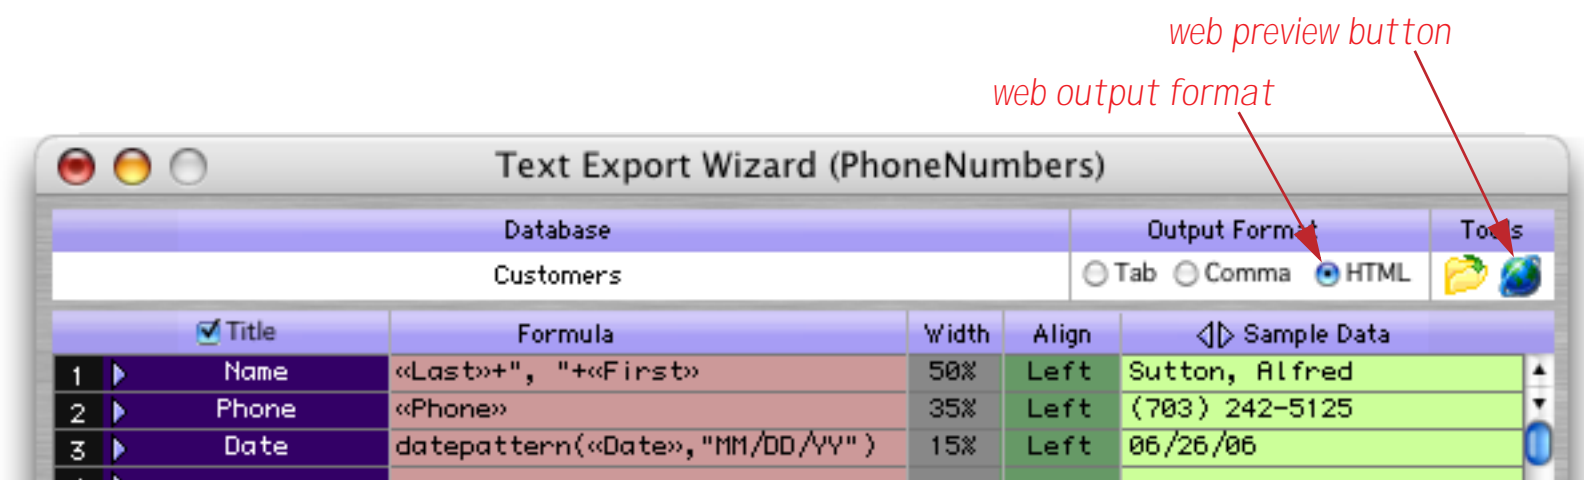 web preview button
web output format
Text Export Wizard (PhoneNumbers)
Database Output Format Tools
Customers Tab Comma HTML
Title Formula Width Align Sample Data
1 Name «Last»+", "+«First» 50% Left Sutton, Alfred
2 Phone «Phone» 35% Left (703) 242-5125
3 Date datepattern(«Date»,"MM/DD/YY") 15% Left 06/26/06